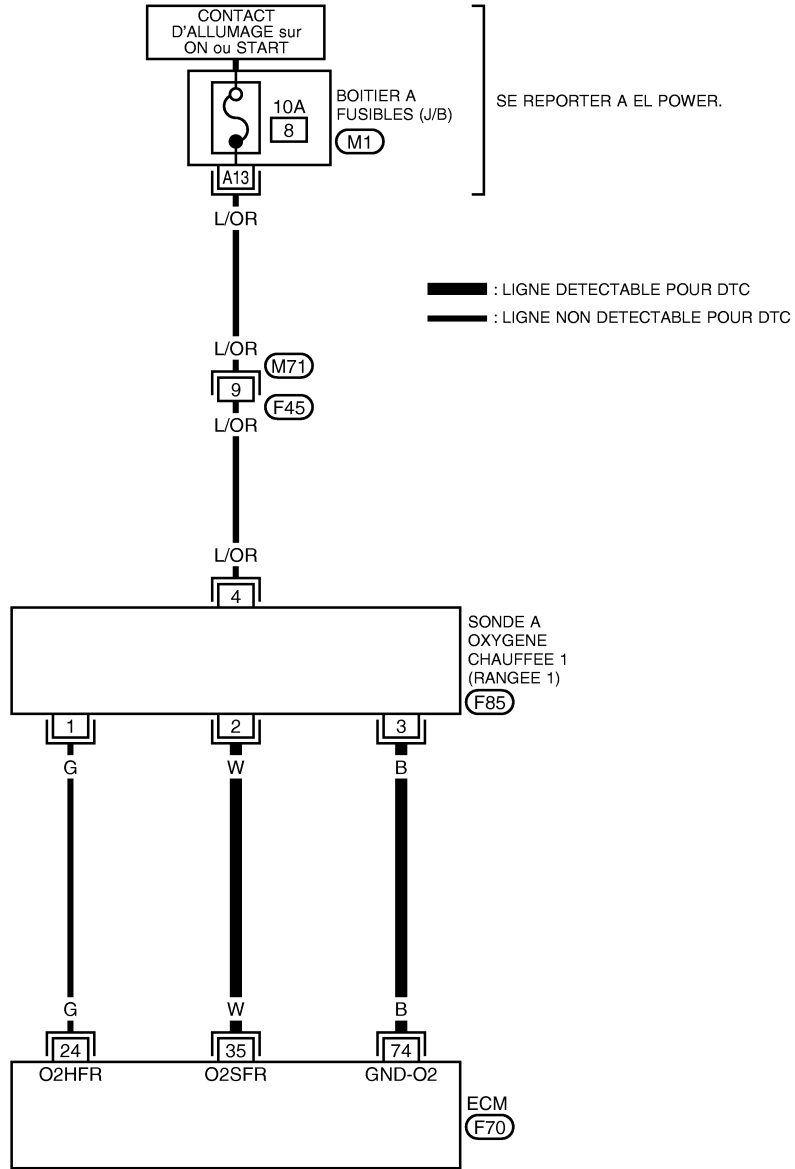 CONTACT
D'ALLUMAGE sur
ON ou START
10A
8
BOITIER A
FUSIBLES (J/B)
M1
SE REPORTER A EL POWER.
A13
L/OR
: LIGNE DETECTABLE POUR DTC
: LIGNE NON DETECTABLE POUR DTC
L/OR
M71
9
F45
L/OR
L/OR
4
SONDE A
OXYGENE
CHAUFFEE 1
(RANGEE 1)
F85
1
2
3
G
W
B
G
W
B
24
35
74
O2HFR
O2SFR
GND-O2
ECM
F70